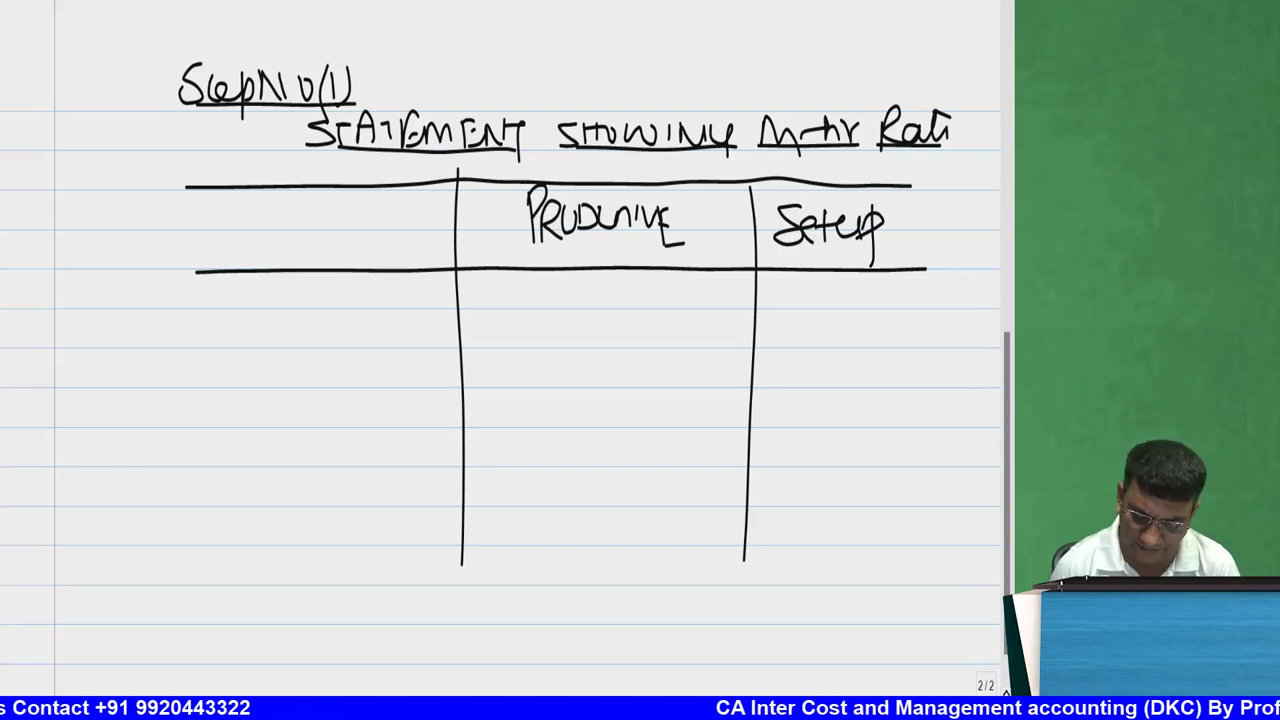 Step No (1)
STATEMENT SHOWING M/hr Rate
PRODUCTIVE Setup
2/2
s Contact +91 9920443322 CA Inter Cost and Management accounting (DKC) By Prof